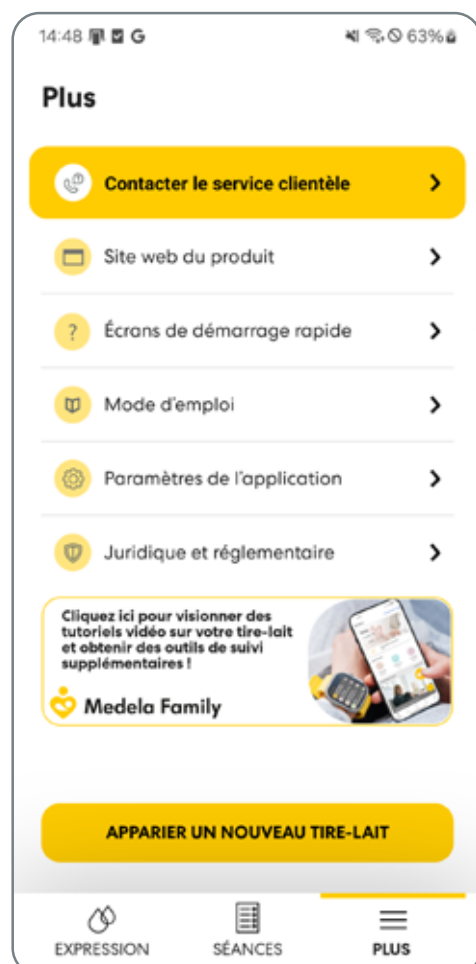 14:48 G 63%
Plus
Contacter le service clientèle
Site web du produit
? Écrans de démarrage rapide
Mode d'emploi
Paramètres de l'application
Juridique et réglementaire
Cliquez ici pour visionner des
tutoriels vidéo sur votre tire-lait
et obtenir des outils de suivi
supplémentaires !
Medela Family
APPARIER UN NOUVEAU TIRE-LAIT
EXPRESSION SÉANCES PLUS